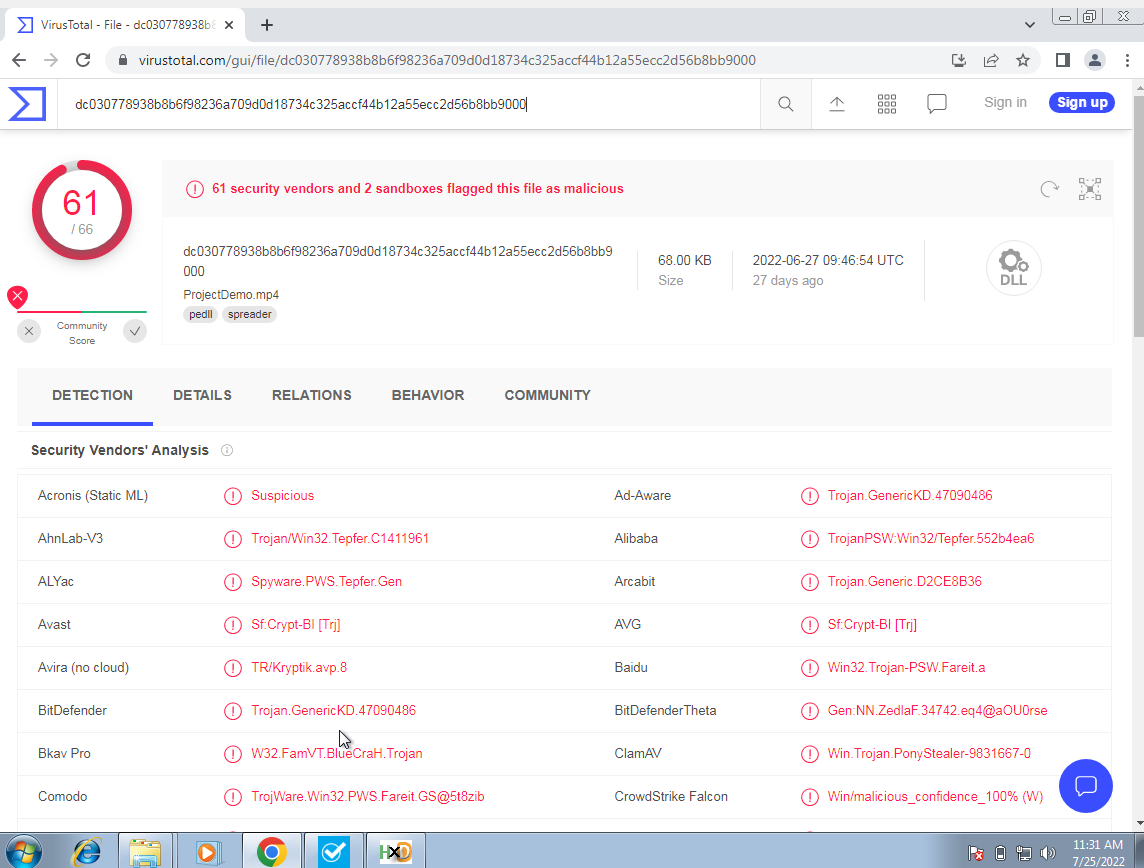 VirusTotal - File - dc030778938b8
virustotal.com/gui/file/dc030778938b8b6f98236a709d0d18734c325accf44b12a55ecc2d56b8bb9000
dc030778938b8b6f98236a709d0d18734c325accf44b12a55ecc2d56b8bb9000
Sign in
Sign up
61
/ 66
Community
Score
61 security vendors and 2 sandboxes flagged this file as malicious
dc030778938b8b6f98236a709d0d18734c325accf44b12a55ecc2d56b8bb9
000
ProjectDemo.mp4
pedll spreader
68.00 KB
Size
2022-06-27 09:46:54 UTC
27 days ago
DLL
DETECTION DETAILS RELATIONS BEHAVIOR COMMUNITY
Security Vendors' Analysis
Acronis (Static ML) Suspicious Ad-Aware Trojan.GenericKD.47090486
AhnLab-V3 Trojan/Win32.Tepfer.C1411961 Alibaba TrojanPSW:Win32/Tepfer.552b4ea6
ALYac Spyware.PWS.Tepfer.Gen Arcabit Trojan.Generic.D2CE8B36
Avast Sf:Crypt-BI [Trj] AVG Sf:Crypt-BI [Trj]
Avira (no cloud) TR/Kryptik.avp.8 Baidu Win32.Trojan-PSW.Fareit.a
BitDefender Trojan.GenericKD.47090486 BitDefenderTheta Gen:NN.ZedlaF.34742.eq4@aOU0rse
Bkav Pro W32.FamVT.BlueCraH.Trojan ClamAV Win.Trojan.PonyStealer-9831667-0
Comodo TrojWare.Win32.PWS.Fareit.GS@5t8zib CrowdStrike Falcon Win/malicious_confidence_100% (W)
HXD
11:31 AM
7/25/2022